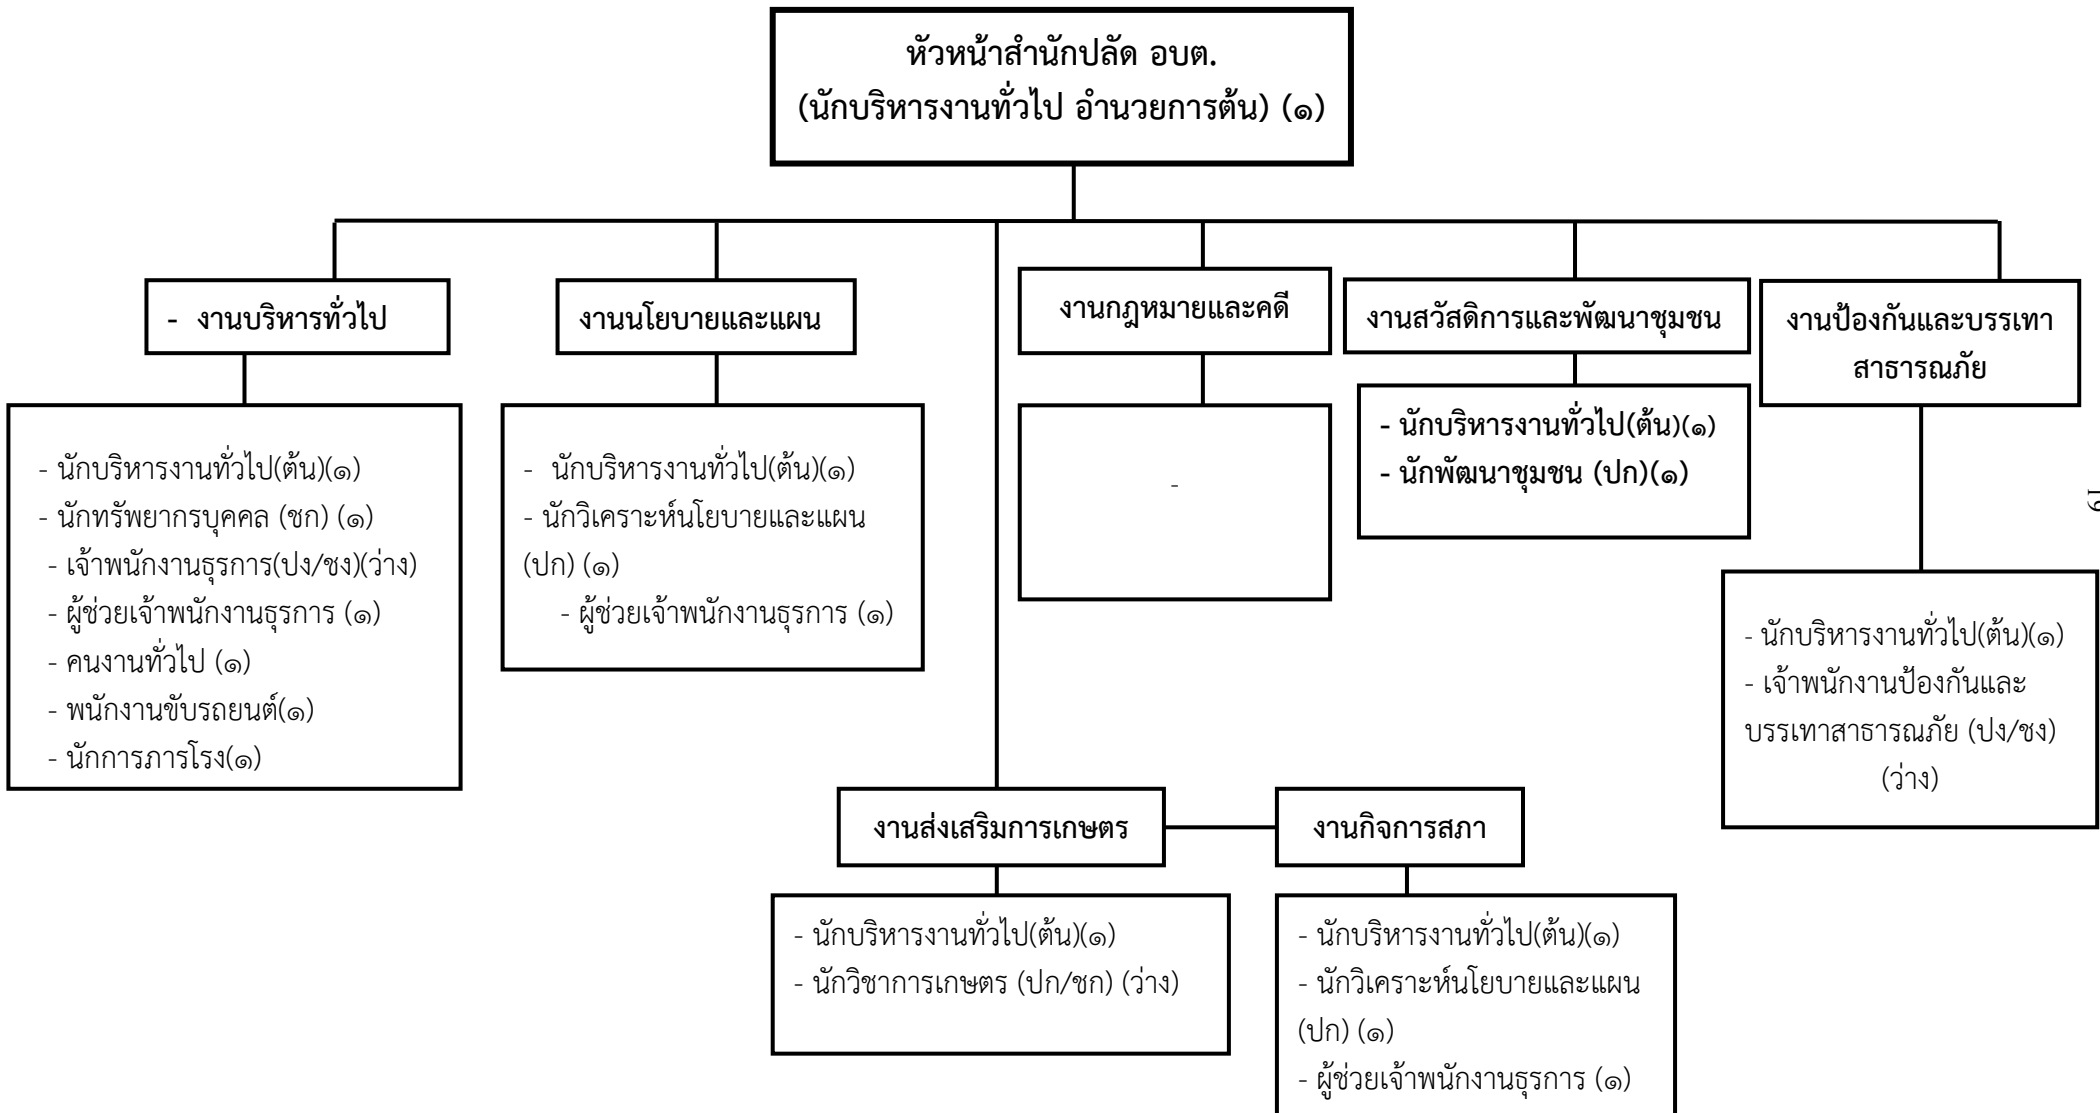 หัวหน้าสำนักปลัด อบต.
(นักบริหารงานทั่วไป อำนวยการต้น) (๑)
- งานบริหารทั่วไป
งานนโยบายและแผน
งานกฎหมายและคดี
งานสวัสดิการและพัฒนาชุมชน
งานป้องกันและบรรเทา
สาธารณภัย
- นักบริหารงานทั่วไป(ต้น)(๑)
- นักทรัพยากรบุคคล (ชก) (๑)
- เจ้าพนักงานธุรการ(ปง/ชง)(ว่าง)
- ผู้ช่วยเจ้าพนักงานธุรการ (๑)
- คนงานทั่วไป (๑)
- พนักงานขับรถยนต์(๑)
- นักการภารโรง(๑)
- นักบริหารงานทั่วไป(ต้น)(๑)
- นักวิเคราะห์นโยบายและแผน
(ปก) (๑)
- ผู้ช่วยเจ้าพนักงานธุรการ (๑)
-
- นักบริหารงานทั่วไป(ต้น)(๑)
- นักพัฒนาชุมชน (ปก)(๑)
- นักบริหารงานทั่วไป(ต้น)(๑)
- เจ้าพนักงานป้องกันและ
บรรเทาสาธารณภัย (ปง/ชง)
(ว่าง)
19
งานส่งเสริมการเกษตร
งานกิจการสภา
- นักบริหารงานทั่วไป(ต้น)(๑)
- นักวิชาการเกษตร (ปก/ชก) (ว่าง)
- นักบริหารงานทั่วไป(ต้น)(๑)
- นักวิเคราะห์นโยบายและแผน
(ปก) (๑)
- ผู้ช่วยเจ้าพนักงานธุรการ (๑)